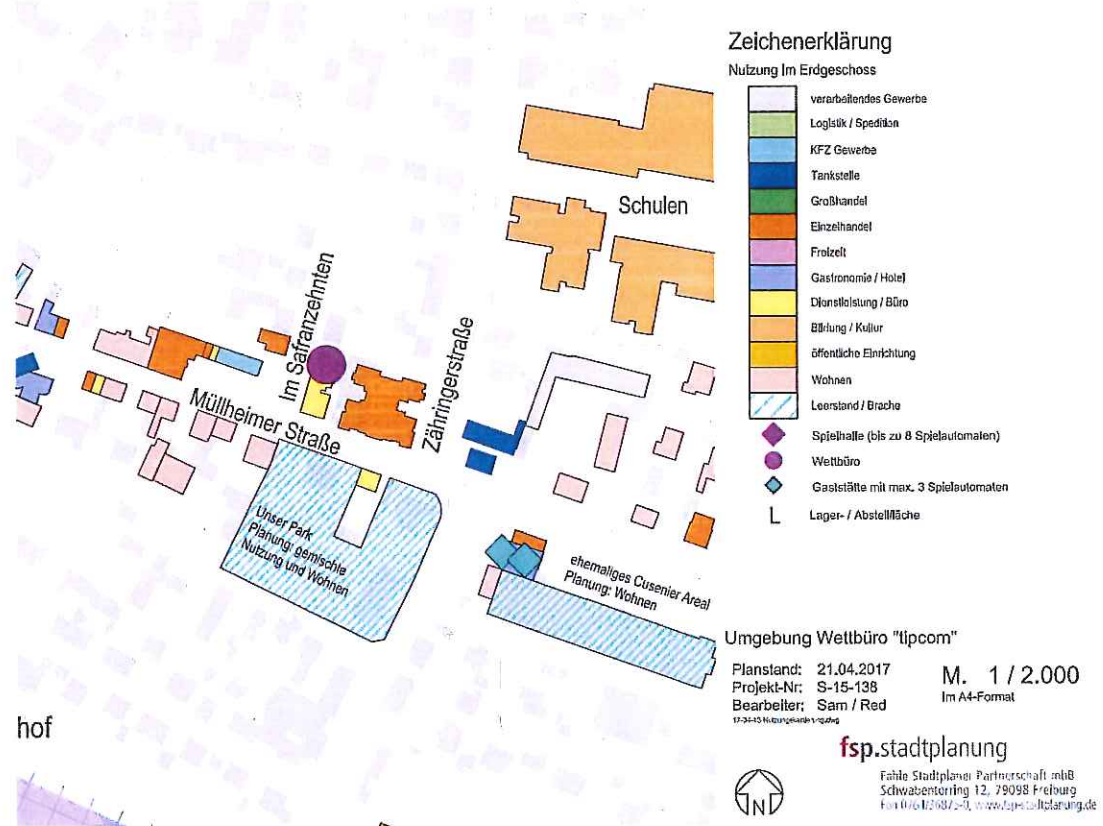 Zeichenerklärung
Nutzung Im Erdgeschoss
verarbeitendes Gewerbe
Logistik / Spedition
KFZ Gewerbe
Tankstelle
Großhandel
Einzelhandel
Freizeit
Gastronomie / Hotel
Dienstleistung / Büro
Bildung / Kultur
öffentliche Einrichtung
Wohnen
Leerstand / Brache
Spielhalle (bis zu 8 Spielautomaten)
Wettbüro
Gaststätte mit max. 3 Spielautomaten
L Lager- / Abstellfläche
Schulen
Im Safranzehnten
Zähringerstraße
Müllheimer Straße
Unser Park
Planung: gemischte
Nutzung und Wohnen
ehemaliges Cusenier Areal
Planung: Wohnen
hof
Umgebung Wettbüro "tipcom"
Planstand: 21.04.2017
Projekt-Nr: S-15-138
Bearbeiter: Sam / Red
M. 1 / 2.000
Im A4-Format
fsp.stadtplanung
Fahle Stadtplaner Partnerschaft mbB
Schwabentorring 12, 79098 Freiburg
N